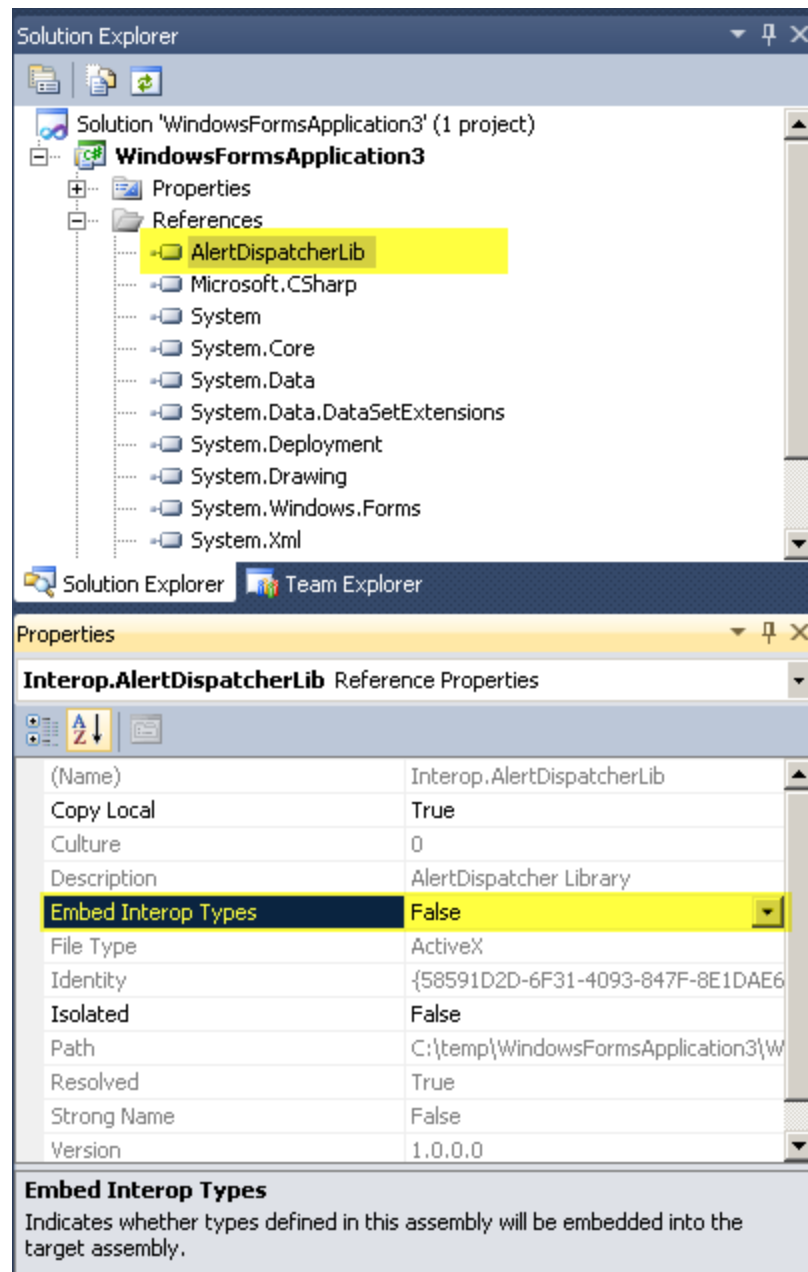 Solution Explorer
Solution 'WindowsFormsApplication3' (1 project)
C#
WindowsFormsApplication3
Properties
References
AlertDispatcherLib
Microsoft.CSharp
System
System.Core
System.Data
System.Data.DataSetExtensions
System.Deployment
System.Drawing
System.Windows.Forms
System.Xml
Solution Explorer Team Explorer
Properties
Interop.AlertDispatcherLib Reference Properties
AZ
(Name) Interop.AlertDispatcherLib
Copy Local True
Culture 0
Description AlertDispatcher Library
Embed Interop Types False
File Type ActiveX
Identity {58591D2D-6F31-4093-847F-8E1DAE6
Isolated False
Path C:\temp\WindowsFormsApplication3\W
Resolved True
Strong Name False
Version 1.0.0.0
Embed Interop Types
Indicates whether types defined in this assembly will be embedded into the
target assembly.